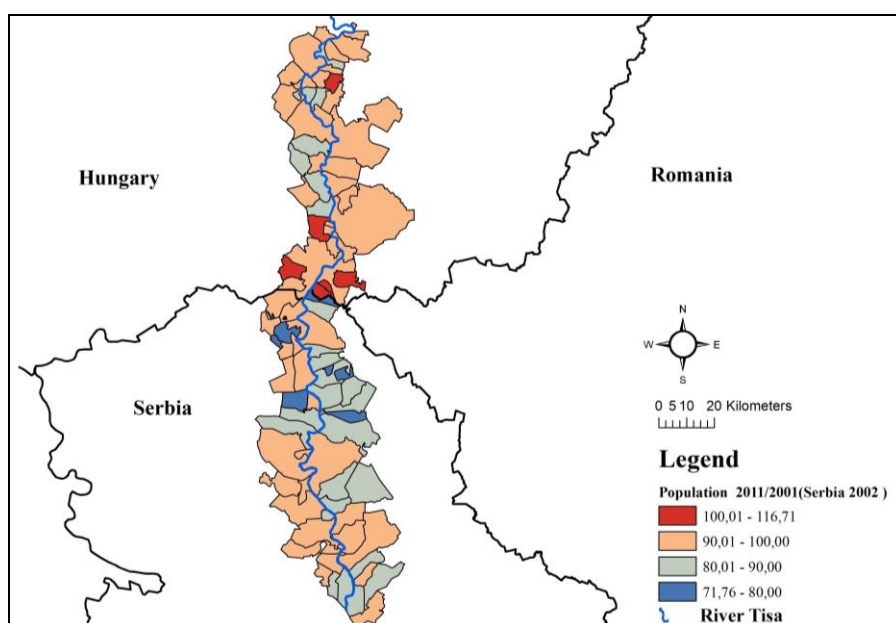 Hungary
Romania
Serbia
N
W E
S
0 5 10 20 Kilometers
Legend
Population 2011/2001(Serbia 2002 )
100,01 - 116,71
90,01 - 100,00
80,01 - 90,00
71,76 - 80,00
River Tisa